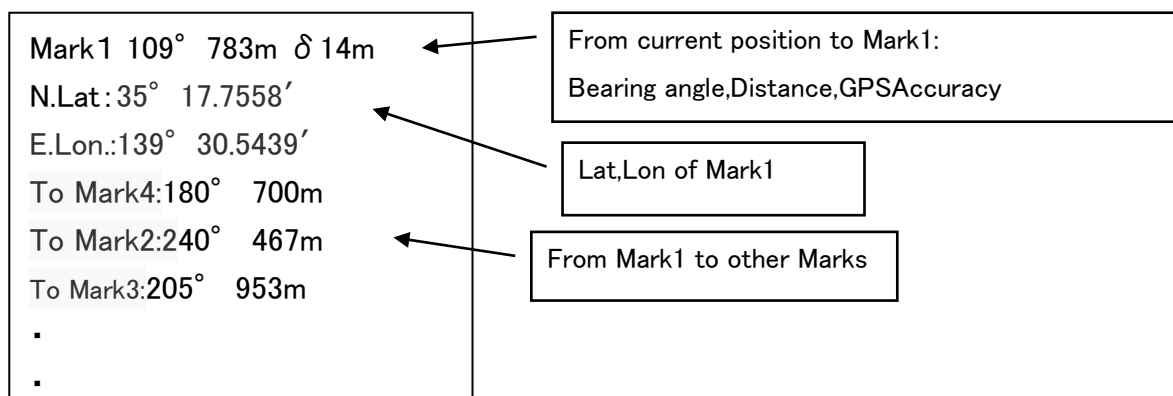 Mark1 109° 783m δ14m
N.Lat:35° 17.7558′
E.Lon.:139° 30.5439′
To Mark4:180° 700m
To Mark2:240° 467m
To Mark3:205° 953m
・
・
From current position to Mark1:
Bearing angle,Distance,GPSAccuracy
Lat,Lon of Mark1
From Mark1 to other Marks